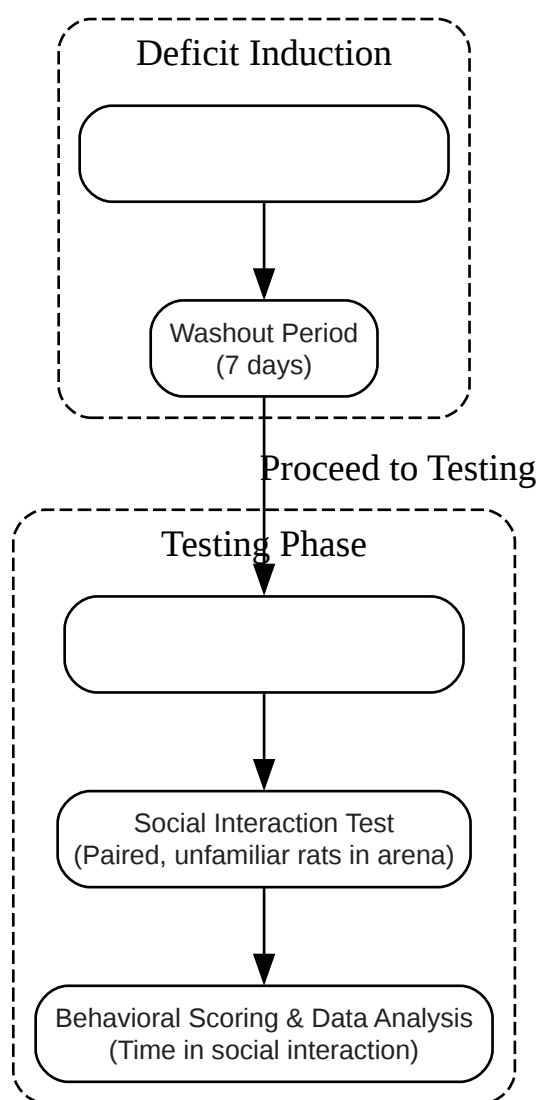 Deficit Induction
Washout Period
(7 days)
Proceed to Testing
Testing Phase
Social Interaction Test
(Paired, unfamiliar rats in arena)
Behavioral Scoring & Data Analysis
(Time in social interaction)